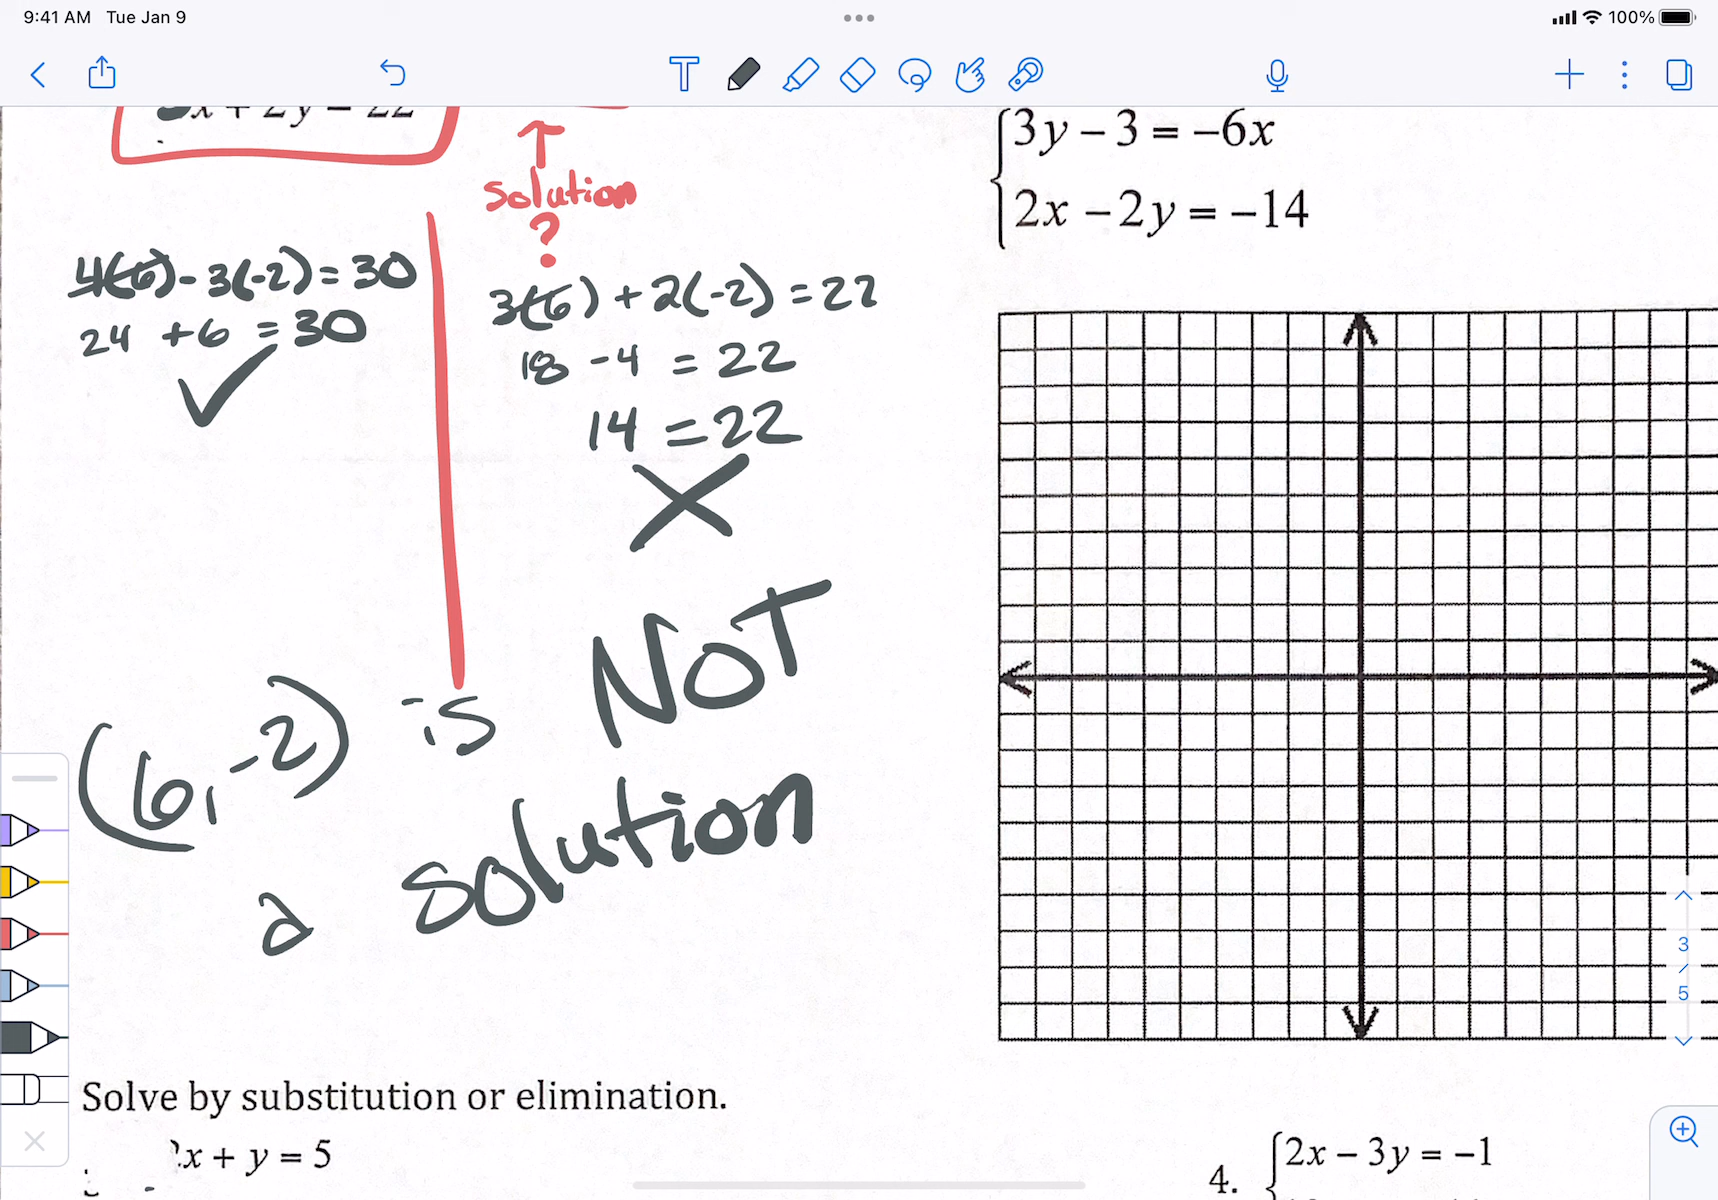 9:41 AM Tue Jan 9
100%
x + 2y = 22
solution
?
4(6) - 3(-2) = 30
24 + 6 = 30
3(6) + 2(-2) = 22
18 - 4 = 22
14 = 22
(6, -2) is NOT
a solution
3y − 3 = −6x
2x − 2y = −14
3
5
Solve by substitution or elimination.
x + y = 5
4.
2x − 3y = −1